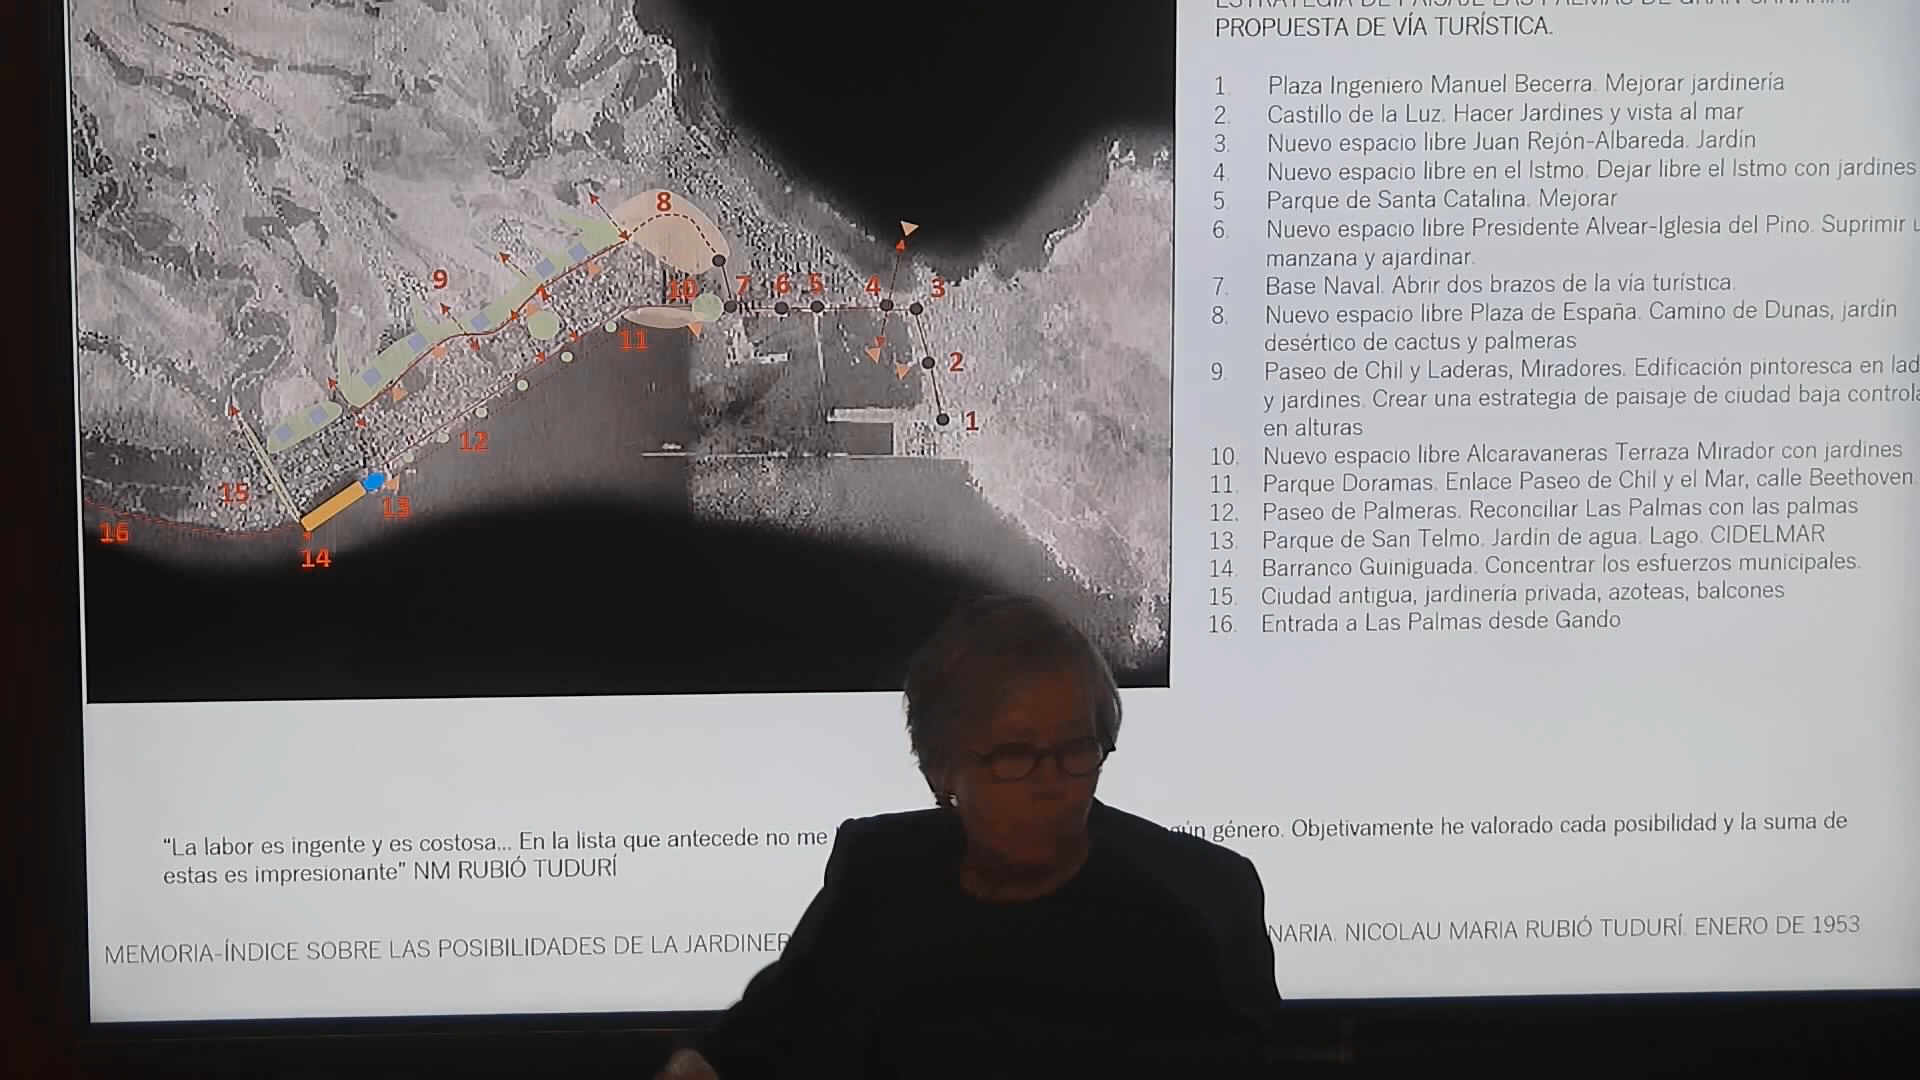 ESTRATEGIA DE PAISAJE LAS PALMAS DE GRAN CANARIA.
PROPUESTA DE VÍA TURÍSTICA.
1. Plaza Ingeniero Manuel Becerra. Mejorar jardinería
2. Castillo de la Luz. Hacer Jardines y vista al mar
3. Nuevo espacio libre Juan Rejón-Albareda. Jardín
4. Nuevo espacio libre en el Istmo. Dejar libre el Istmo con jardines
5. Parque de Santa Catalina. Mejorar
6. Nuevo espacio libre Presidente Alvear-Iglesia del Pino. Suprimir
manzana y ajardinar.
7. Base Naval. Abrir dos brazos de la vía turística.
8. Nuevo espacio libre Plaza de España. Camino de Dunas, jardín
desértico de cactus y palmeras
9. Paseo de Chil y Laderas, Miradores. Edificación pintoresca en
y jardines. Crear una estrategia de paisaje de ciudad baja
en alturas
10. Nuevo espacio libre Alcaravaneras Terraza Mirador con jardines
11. Parque Doramas. Enlace Paseo de Chil y el Mar, calle Beethoven.
12. Paseo de Palmeras. Reconciliar Las Palmas con las palmas
13. Parque de San Telmo. Jardín de agua. Lago. CIDELMAR
14. Barranco Guiniguada. Concentrar los esfuerzos municipales.
15. Ciudad antigua, jardinería privada, azoteas, balcones
16. Entrada a Las Palmas desde Gando
8
9
10 7 6 5 4 3
11
2
12
1
15
13
16
14
"La labor es ingente y es costosa... En la lista que antecede no me género. Objetivamente he valorado cada posibilidad y la suma de
estas es impresionante" NM RUBIÓ TUDURÍ
MEMORIA-ÍNDICE SOBRE LAS POSIBILIDADES DE LA NICOLAU MARIA RUBIÓ TUDURÍ. ENERO DE 1953